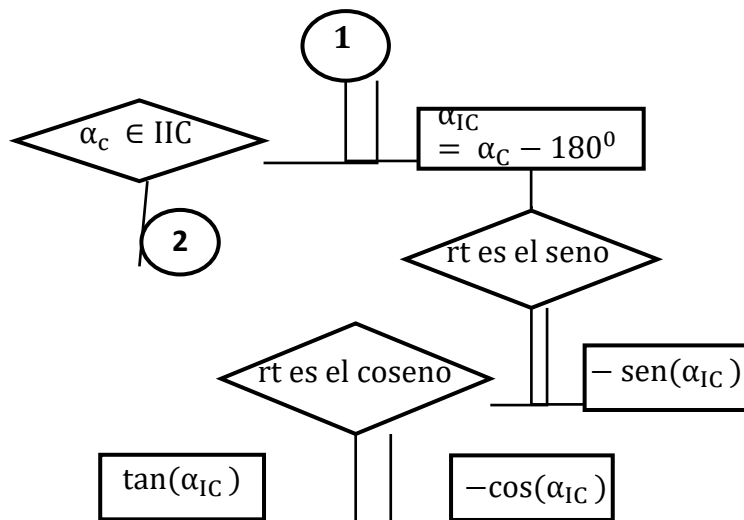 1
α_c ∈ IIC
α_IC
= α_C − 180⁰
2
rt es el seno
rt es el coseno
− sen(α_IC)
tan(α_IC)
−cos(α_IC)